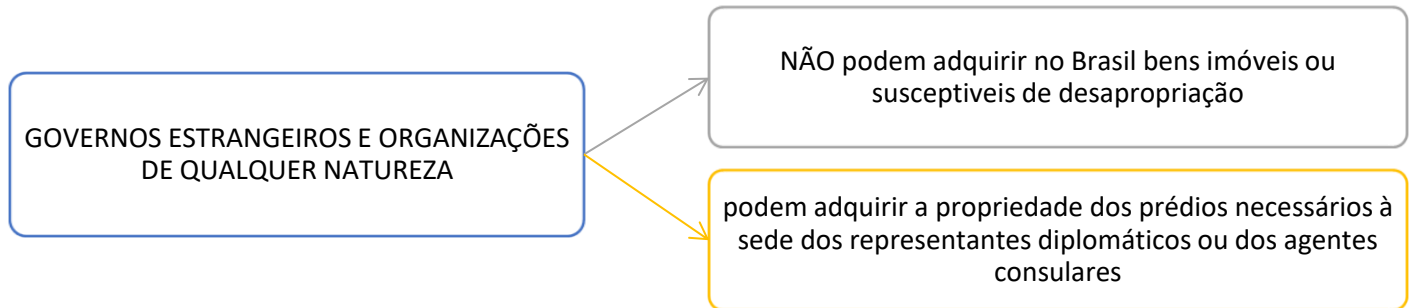 GOVERNOS ESTRANGEIROS E ORGANIZAÇÕES
DE QUALQUER NATUREZA
NÃO podem adquirir no Brasil bens imóveis ou
susceptiveis de desapropriação
podem adquirir a propriedade dos prédios necessários à
sede dos representantes diplomáticos ou dos agentes
consulares